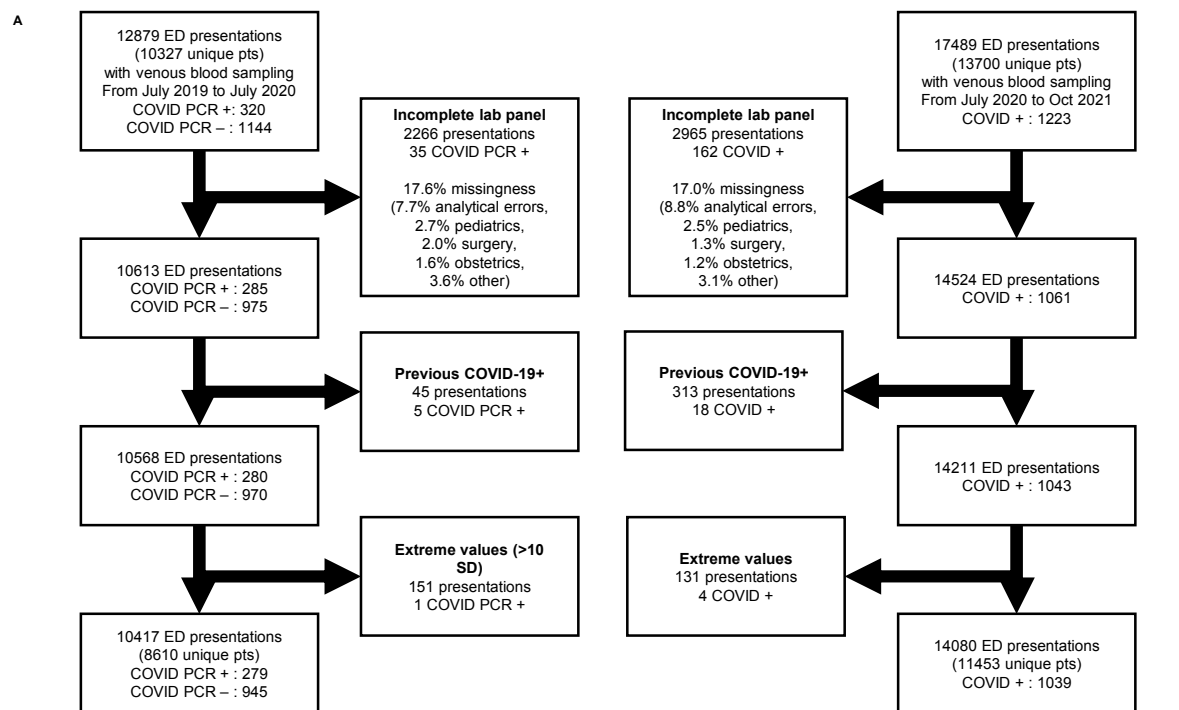 A
12879 ED presentations
(10327 unique pts)
with venous blood sampling
From July 2019 to July 2020
COVID PCR +: 320
COVID PCR – : 1144
Incomplete lab panel
2266 presentations
35 COVID PCR +
17.6% missingness
(7.7% analytical errors,
2.7% pediatrics,
2.0% surgery,
1.6% obstetrics,
3.6% other)
10613 ED presentations
COVID PCR + : 285
COVID PCR – : 975
Previous COVID-19+
45 presentations
5 COVID PCR +
10568 ED presentations
COVID PCR + : 280
COVID PCR – : 970
Extreme values (>10
SD)
151 presentations
1 COVID PCR +
10417 ED presentations
(8610 unique pts)
COVID PCR + : 279
COVID PCR – : 945
17489 ED presentations
(13700 unique pts)
with venous blood sampling
From July 2020 to Oct 2021
COVID + : 1223
Incomplete lab panel
2965 presentations
162 COVID +
17.0% missingness
(8.8% analytical errors,
2.5% pediatrics,
1.3% surgery,
1.2% obstetrics,
3.1% other)
14524 ED presentations
COVID + : 1061
Previous COVID-19+
313 presentations
18 COVID +
14211 ED presentations
COVID + : 1043
Extreme values
131 presentations
4 COVID +
14080 ED presentations
(11453 unique pts)
COVID + : 1039